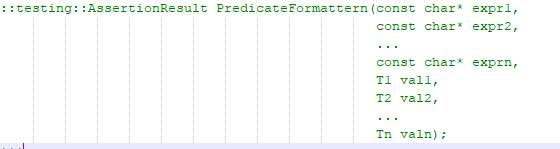 ::testing::AssertionResult PredicateFormattern(const char* expr1,
const char* expr2,
...
const char* exprn,
T1 val1,
T2 val2,
...
Tn valn);
...